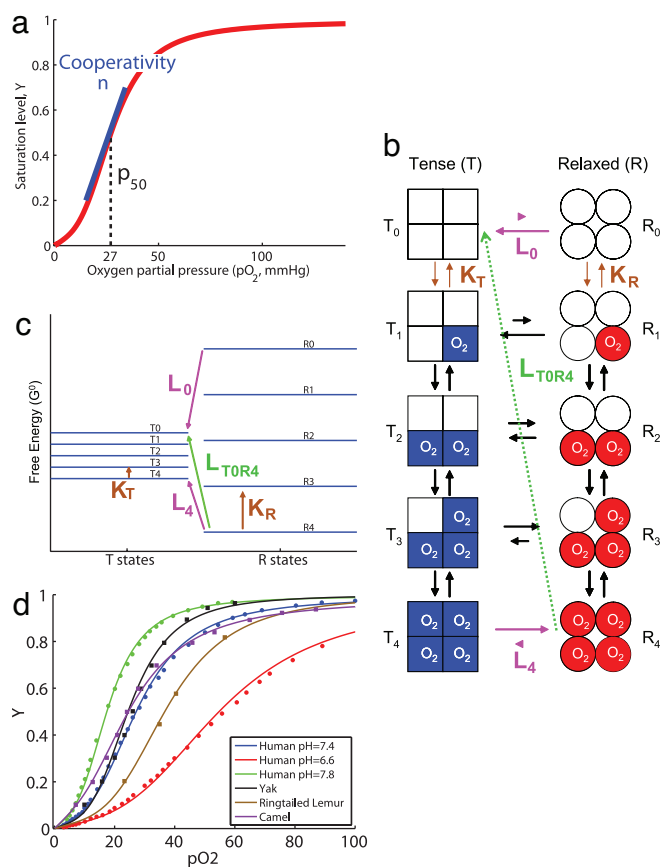 a
Saturation level, Y
1
0.8
0.6
0.4
0.2
0
Cooperativity
n
p50
0
27
50
100
Oxygen partial pressure (pO2, mmHg)
b
Tense (T)
Relaxed (R)
T0
L0
R0
KT
KR
T1
O2
O2
R1
LT0R4
T2
O2 O2
O2 O2
R2
T3
O2
O2 O2
O2
O2 O2
R3
T4
O2 O2
O2 O2
L4
O2 O2
O2 O2
R4
c
Free Energy (G0)
R0
L0
R1
T0
T1
T2
T3
T4
R2
LT0R4
KT
L4
R3
KR
R4
T states
R states
d
Y
1
0.8
0.6
0.4
0.2
0
Human pH=7.4
Human pH=6.6
Human pH=7.8
Yak
Ringtailed Lemur
Camel
0
20
40
60
80
100
pO2